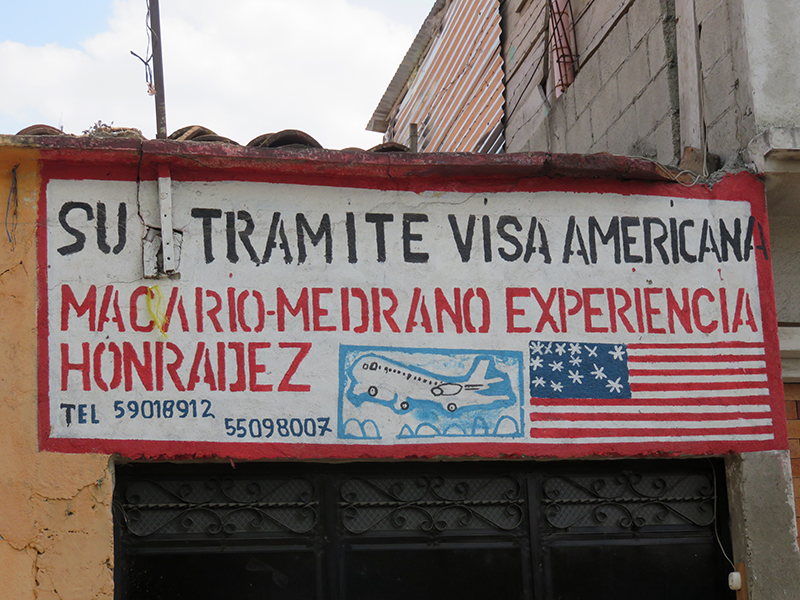 SU TRAMITE VISA AMERICANA
MACARIO-MEDRANO EXPERIENCIA
HONRADEZ
TEL 59018912 55098007